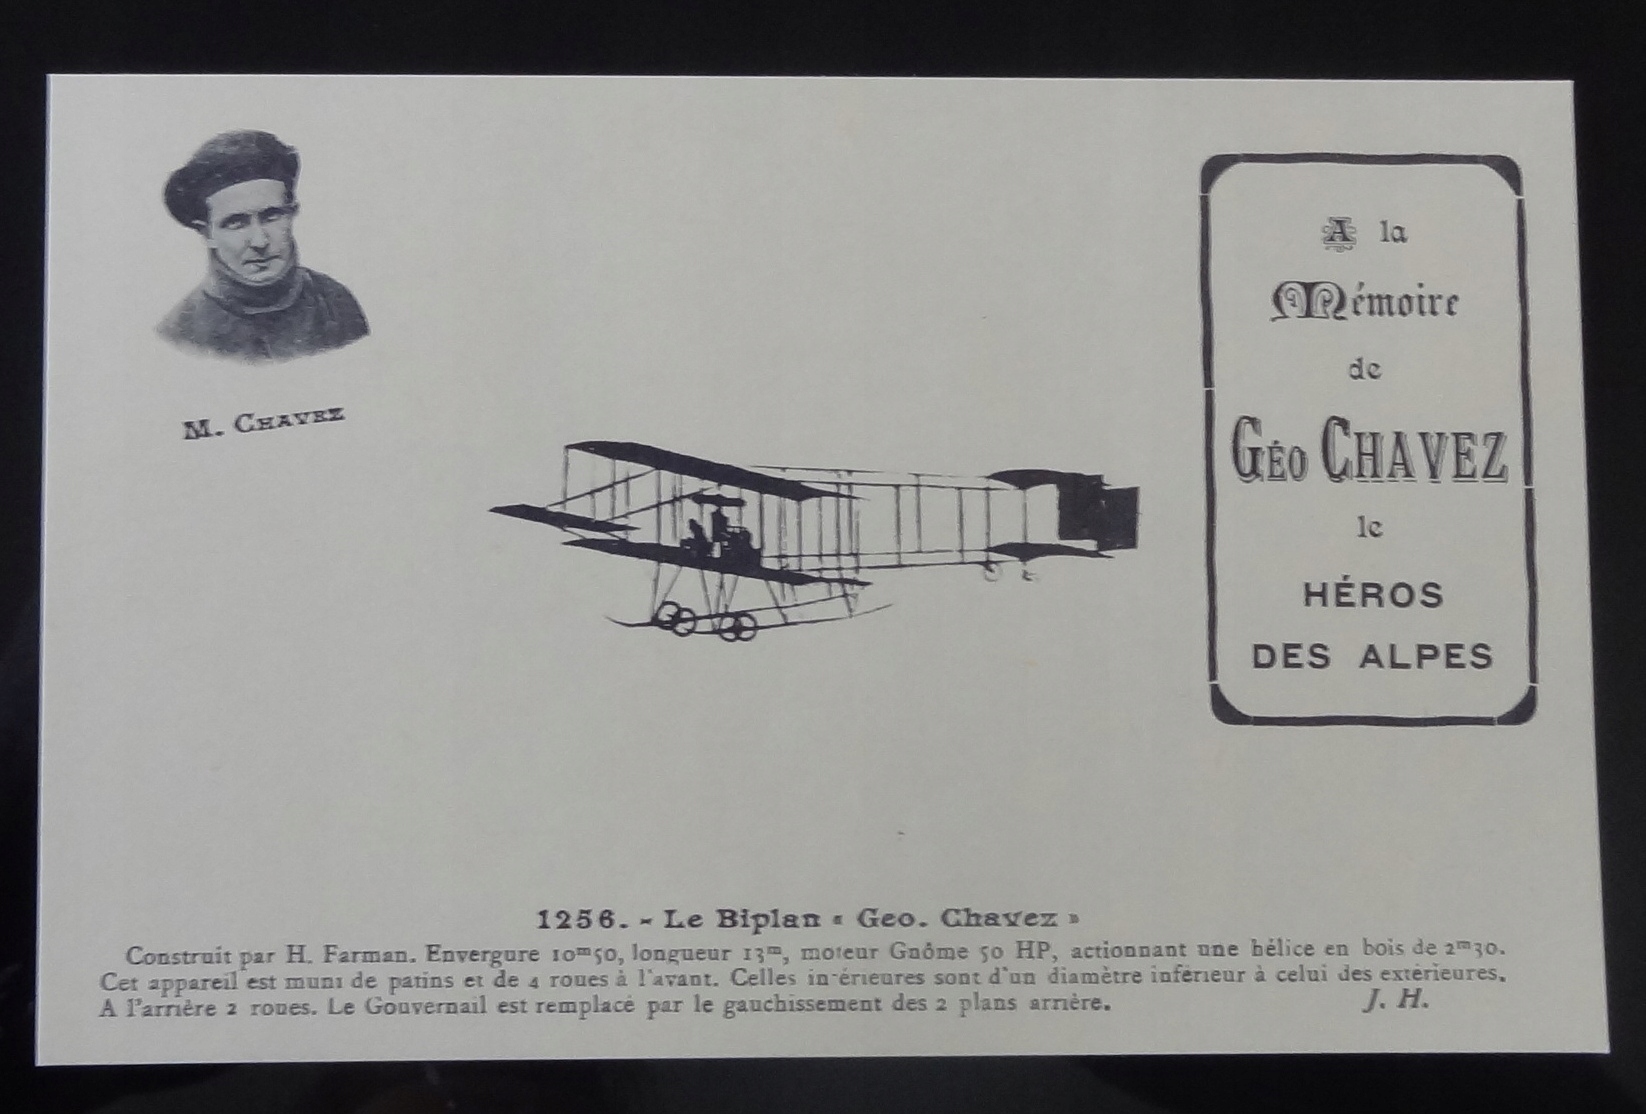 M. CHAVEZ
A la
Mémoire
de
GÉO CHAVEZ
le
HÉROS
DES ALPES
1256. - Le Biplan « Geo. Chavez »
Construit par H. Farman. Envergure 10m50, longueur 13m, moteur Gnôme 50 HP, actionnant une hélice en bois de 2m30.
Cet appareil est muni de patins et de 4 roues à l'avant. Celles in érieures sont d'un diamètre inférieur à celui des extérieures.
A l'arrière 2 roues. Le Gouvernail est remplacé par le gauchissement des 2 plans arrière.
J. H.